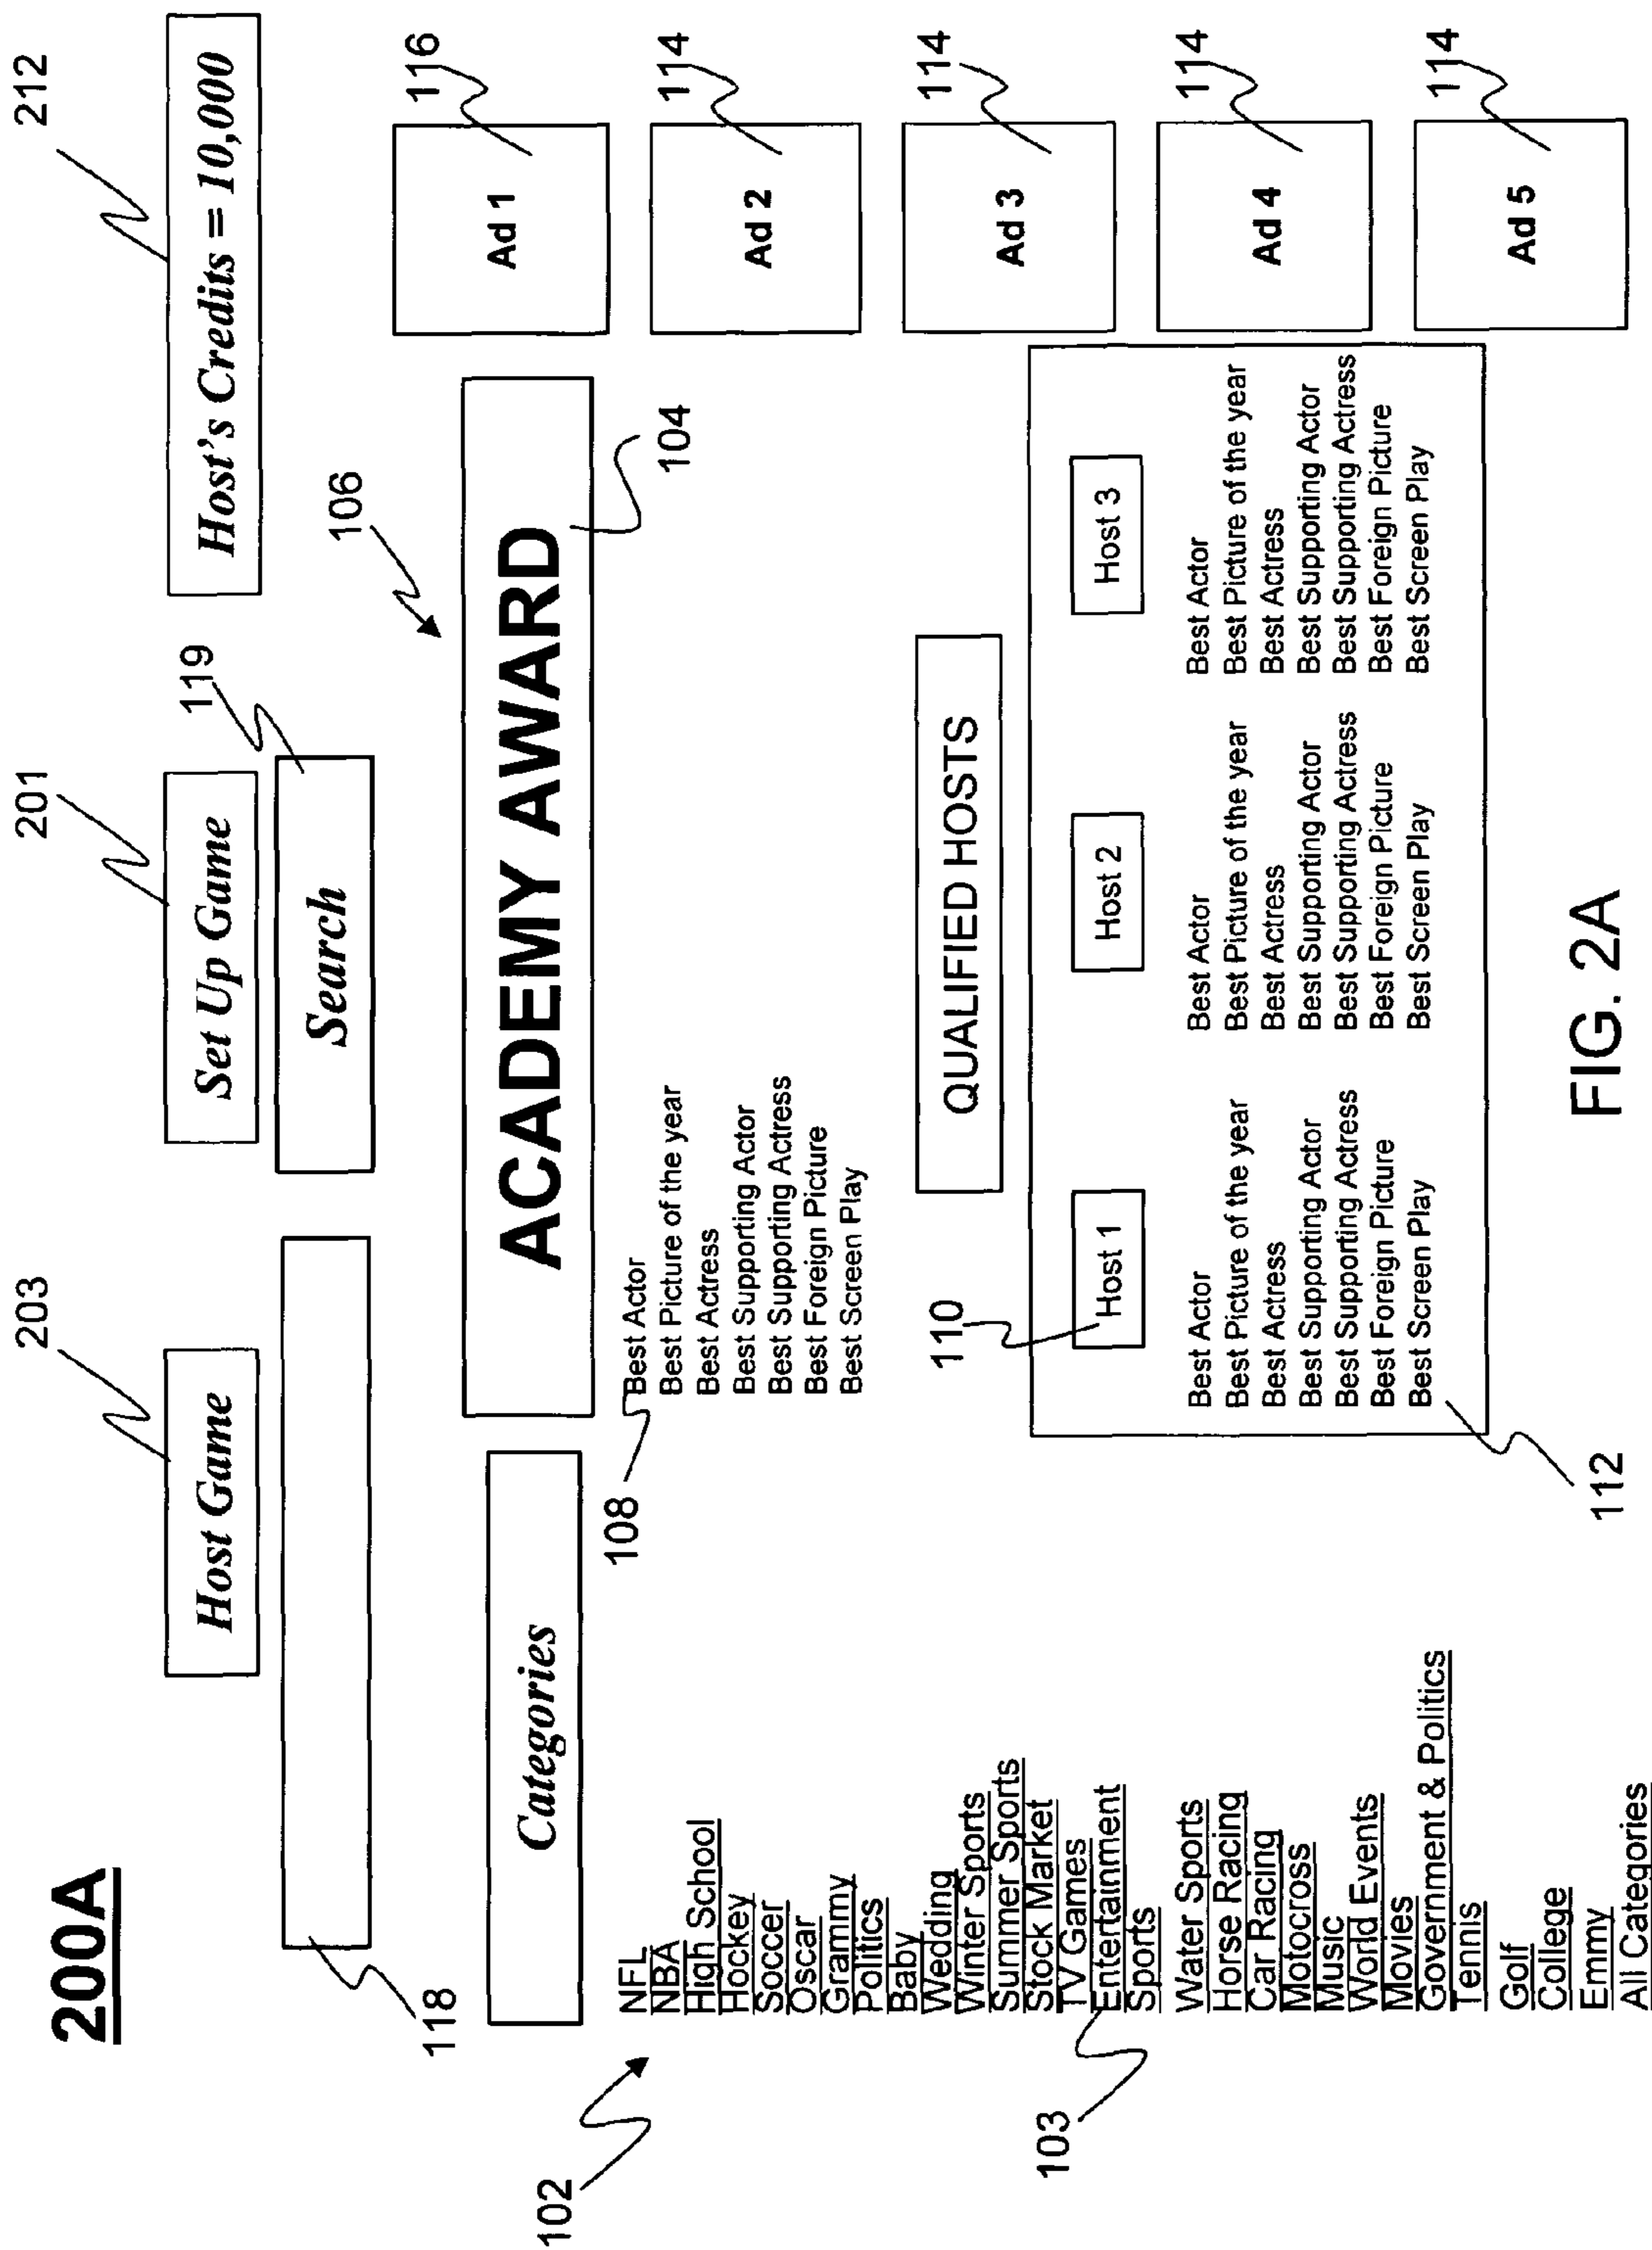 200A
203
201
212
Host Game
Set Up Game
Host's Credits = 10,000
118
Search
119
106
Categories
ACADEMY AWARD
104
Ad 1
116
Ad 2
114
Ad 3
114
Ad 4
114
Ad 5
114
102
NFL
NBA
High School
Hockey
Soccer
Oscar
Grammy
Politics
Baby
Wedding
Winter Sports
Summer Sports
Stock Market
TV Games
Entertainment
Sports
Water Sports
Horse Racing
Car Racing
Motocross
Music
World Events
Movies
Government & Politics
Tennis
Golf
College
Emmy
All Categories
103
108
Best Actor
Best Picture of the year
Best Actress
Best Supporting Actor
Best Supporting Actress
Best Foreign Picture
Best Screen Play
QUALIFIED HOSTS
110
Host 1
Host 2
Host 3
Best Actor
Best Picture of the year
Best Actress
Best Supporting Actor
Best Supporting Actress
Best Foreign Picture
Best Screen Play
Best Actor
Best Picture of the year
Best Actress
Best Supporting Actor
Best Supporting Actress
Best Foreign Picture
Best Screen Play
Best Actor
Best Picture of the year
Best Actress
Best Supporting Actor
Best Supporting Actress
Best Foreign Picture
Best Screen Play
112
FIG. 2A